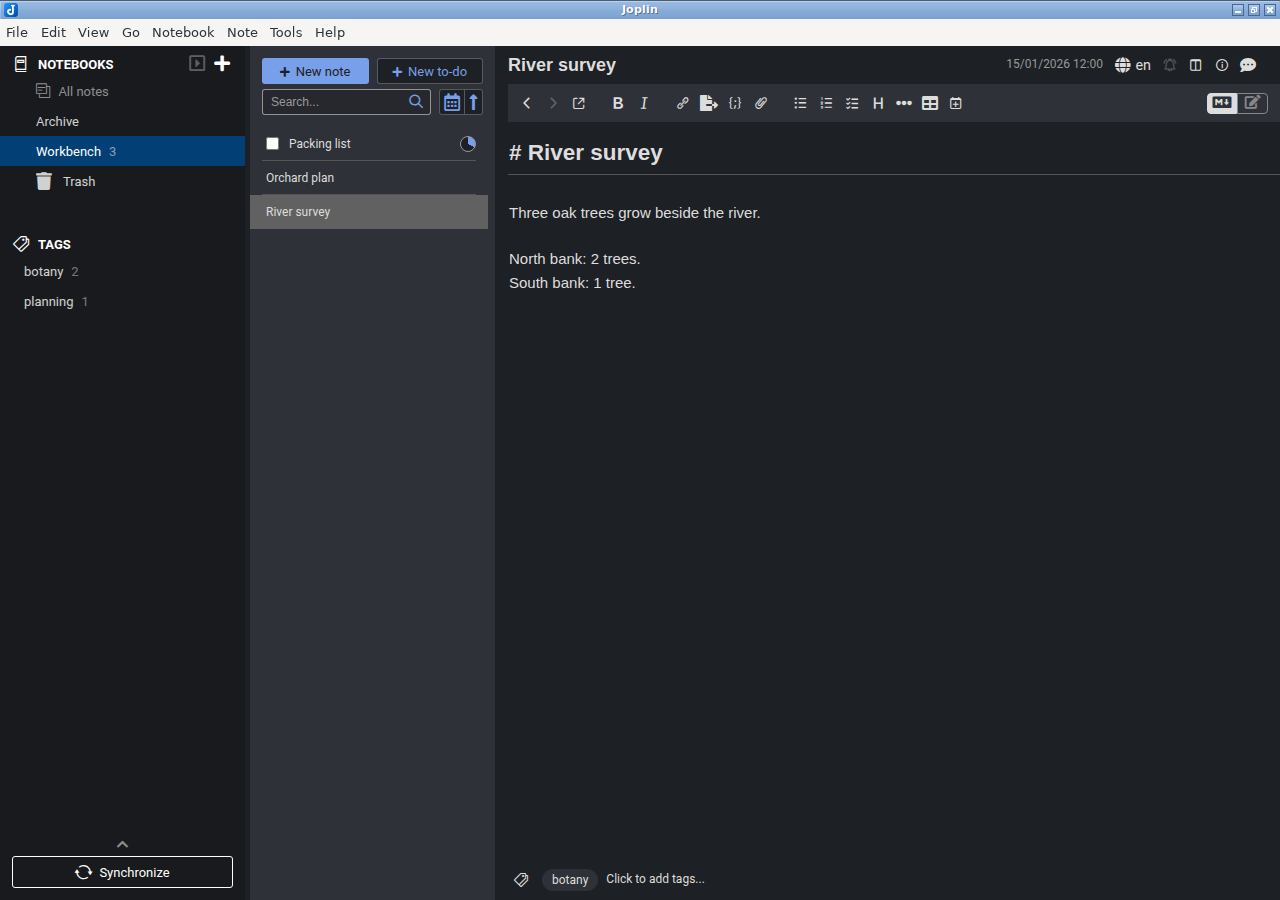 Joplin
File Edit View Go Notebook Note Tools Help
NOTEBOOKS
All notes
Archive
Workbench 3
Trash
TAGS
botany 2
planning 1
Synchronize
New note
New to-do
Search...
Packing list
Orchard plan
River survey
River survey
15/01/2026 12:00
en
# River survey
Three oak trees grow beside the river.
North bank: 2 trees.
South bank: 1 tree.
botany
Click to add tags...